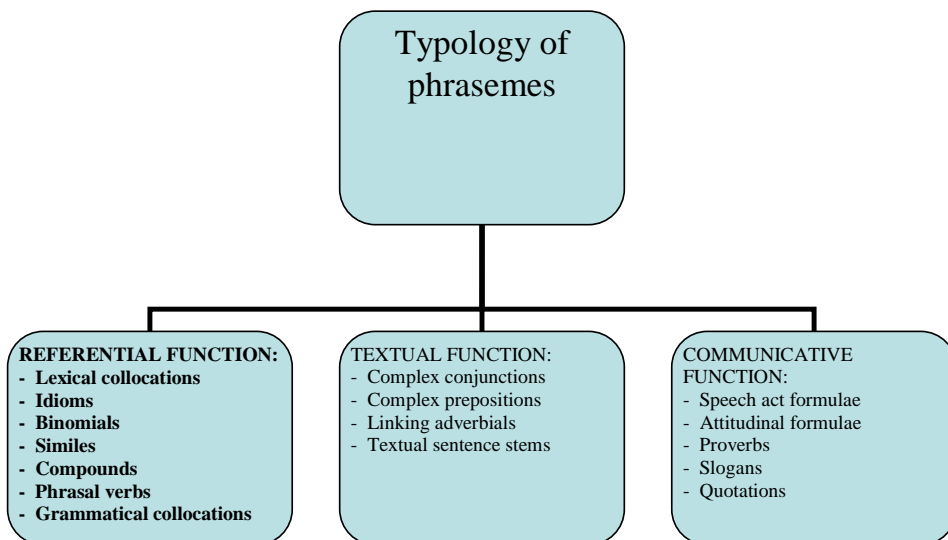 Typology of
phrasemes
REFERENTIAL FUNCTION:
- Lexical collocations
- Idioms
- Binomials
- Similes
- Compounds
- Phrasal verbs
- Grammatical collocations
TEXTUAL FUNCTION:
- Complex conjunctions
- Complex prepositions
- Linking adverbials
- Textual sentence stems
COMMUNICATIVE
FUNCTION:
- Speech act formulae
- Attitudinal formulae
- Proverbs
- Slogans
- Quotations